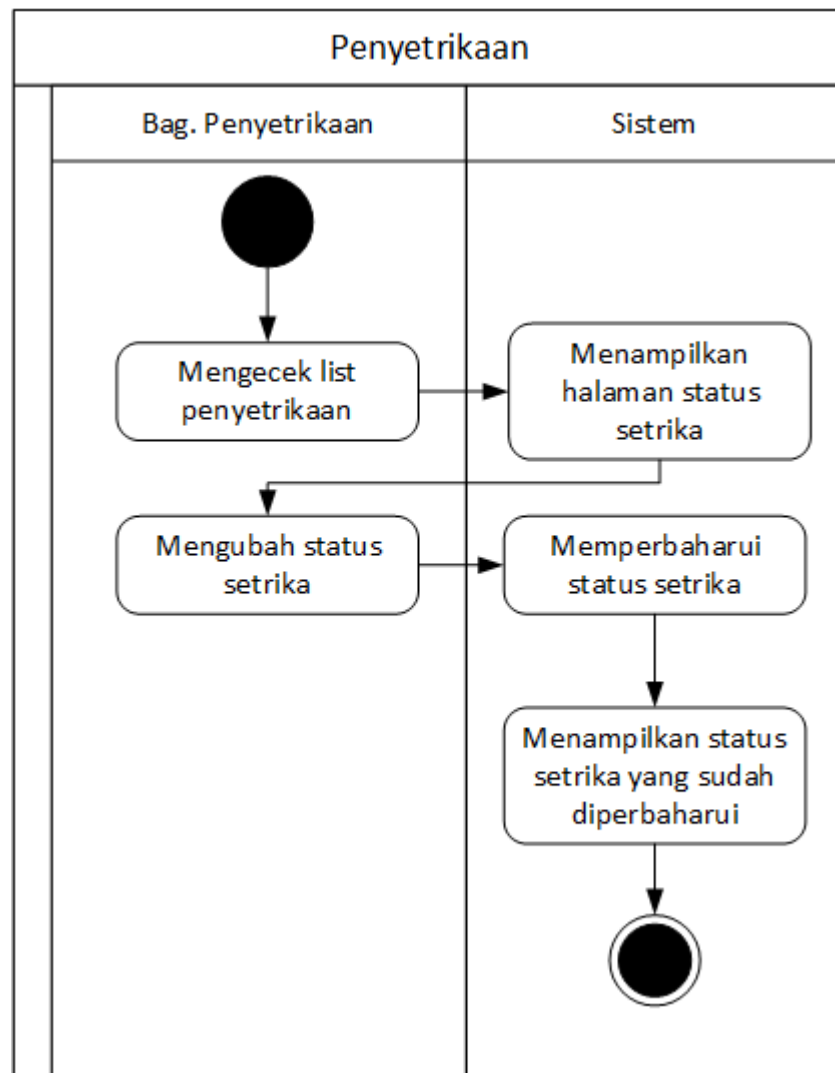 Penyetrikaan
Bag. Penyetrikaan
Sistem
Mengecek list
penyetrikaan
Menampilkan
halaman status
setrika
Mengubah status
setrika
Memperbaharui
status setrika
Menampilkan status
setrika yang sudah
diperbaharui